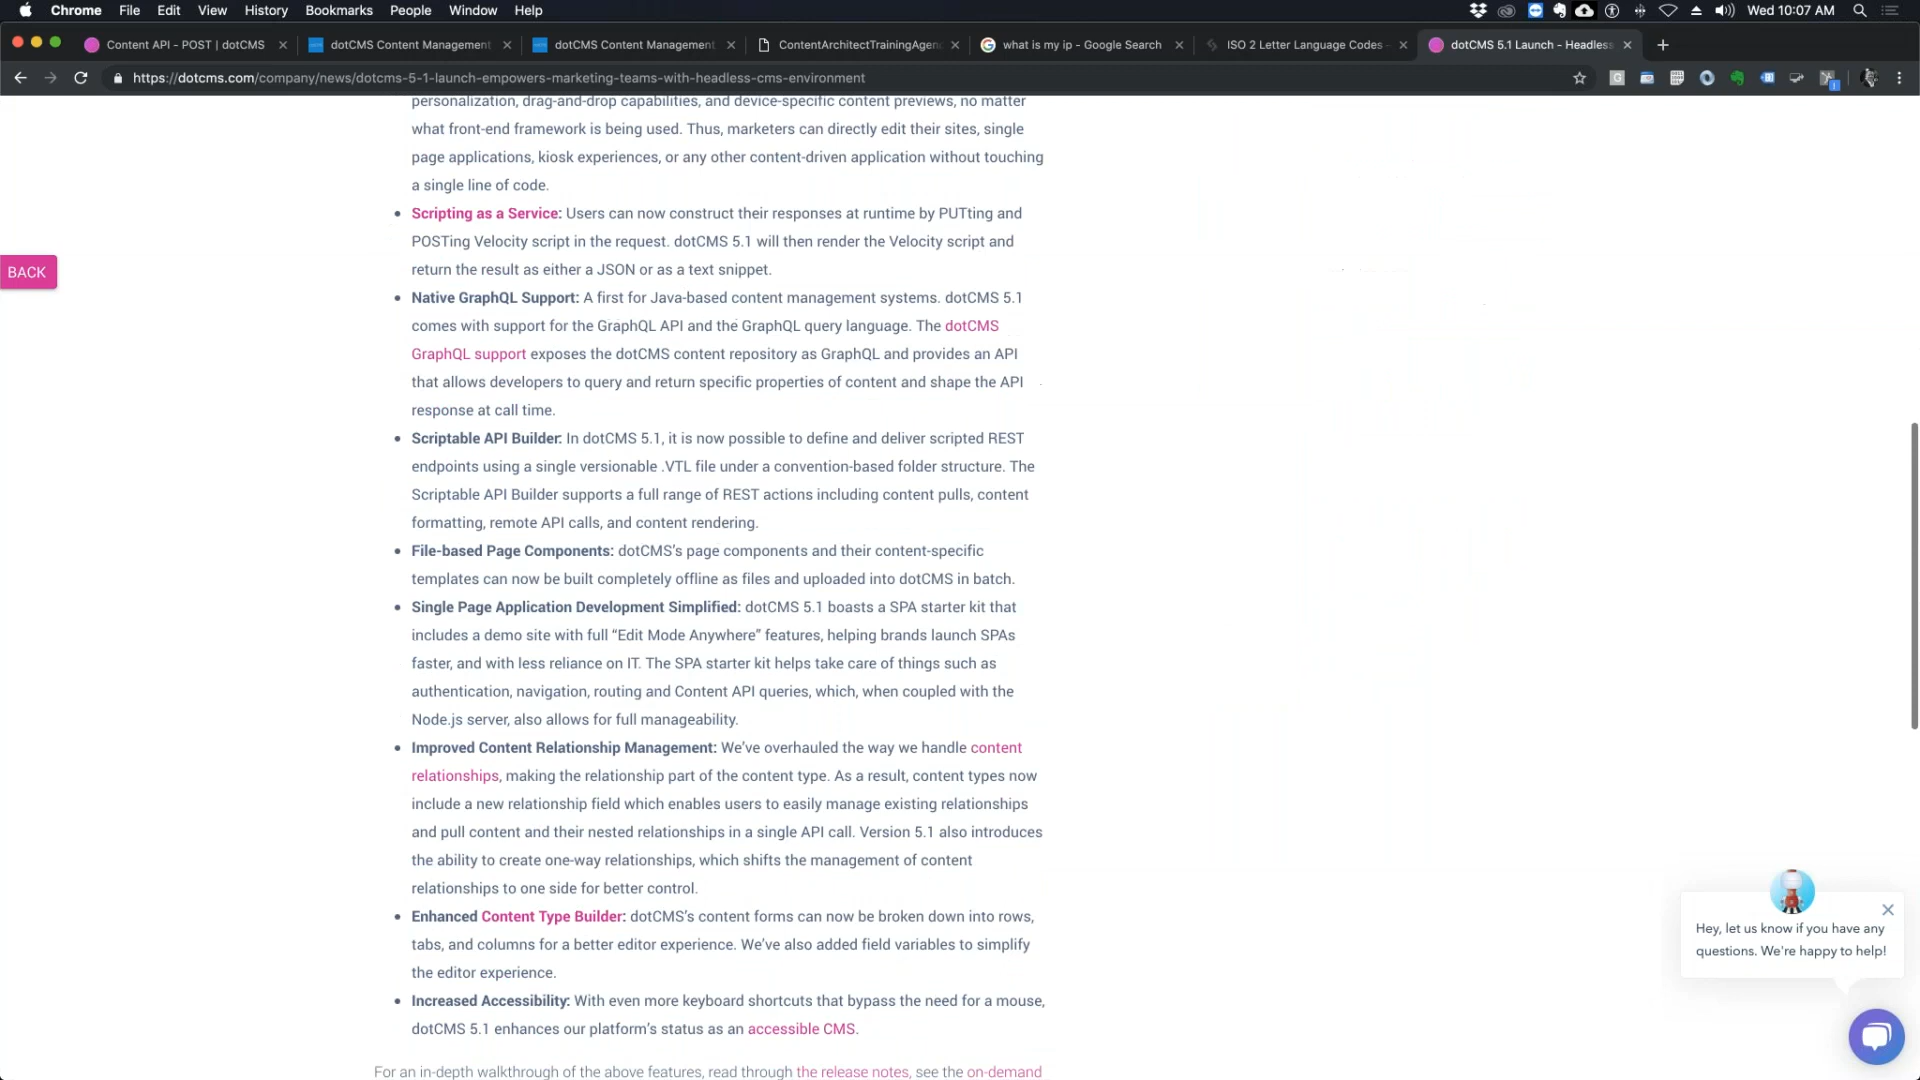 Chrome File Edit View History Bookmarks People Window Help Wed 10:07 AM
Content API - POST | dotCMS dotCMS Content Management dotCMS Content Management ContentArchitectTrainingAgen what is my ip - Google Search ISO 2 Letter Language Codes - dotCMS 5.1 Launch - Headless
https://dotcms.com/company/news/dotcms-5-1-launch-empowers-marketing-teams-with-headless-cms-environment
personalization, drag-and-drop capabilities, and device-specific content previews, no matter
what front-end framework is being used. Thus, marketers can directly edit their sites, single
page applications, kiosk experiences, or any other content-driven application without touching
a single line of code.
Scripting as a Service: Users can now construct their responses at runtime by PUTting and
POSTing Velocity script in the request. dotCMS 5.1 will then render the Velocity script and
return the result as either a JSON or as a text snippet.
BACK
Native GraphQL Support: A first for Java-based content management systems. dotCMS 5.1
comes with support for the GraphQL API and the GraphQL query language. The dotCMS
GraphQL support exposes the dotCMS content repository as GraphQL and provides an API
that allows developers to query and return specific properties of content and shape the API
response at call time.
Scriptable API Builder: In dotCMS 5.1, it is now possible to define and deliver scripted REST
endpoints using a single versionable .VTL file under a convention-based folder structure. The
Scriptable API Builder supports a full range of REST actions including content pulls, content
formatting, remote API calls, and content rendering.
File-based Page Components: dotCMS's page components and their content-specific
templates can now be built completely offline as files and uploaded into dotCMS in batch.
Single Page Application Development Simplified: dotCMS 5.1 boasts a SPA starter kit that
includes a demo site with full “Edit Mode Anywhere” features, helping brands launch SPAs
faster, and with less reliance on IT. The SPA starter kit helps take care of things such as
authentication, navigation, routing and Content API queries, which, when coupled with the
Node.js server, also allows for full manageability.
Improved Content Relationship Management: We've overhauled the way we handle content
relationships, making the relationship part of the content type. As a result, content types now
include a new relationship field which enables users to easily manage existing relationships
and pull content and their nested relationships in a single API call. Version 5.1 also introduces
the ability to create one-way relationships, which shifts the management of content
relationships to one side for better control.
Enhanced Content Type Builder: dotCMS's content forms can now be broken down into rows,
tabs, and columns for a better editor experience. We've also added field variables to simplify
the editor experience.
Increased Accessibility: With even more keyboard shortcuts that bypass the need for a mouse,
dotCMS 5.1 enhances our platform's status as an accessible CMS.
For an in-depth walkthrough of the above features, read through the release notes, see the on-demand
Hey, let us know if you have any
questions. We're happy to help!